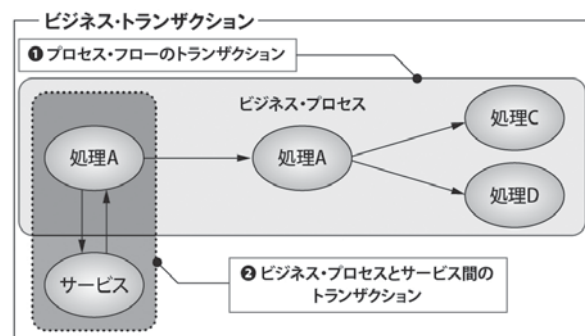 ビジネス・トランザクション
❶ プロセス・フローのトランザクション
ビジネス・プロセス
処理C
処理A
処理A
処理D
サービス
❷ ビジネス・プロセスとサービス間の
トランザクション